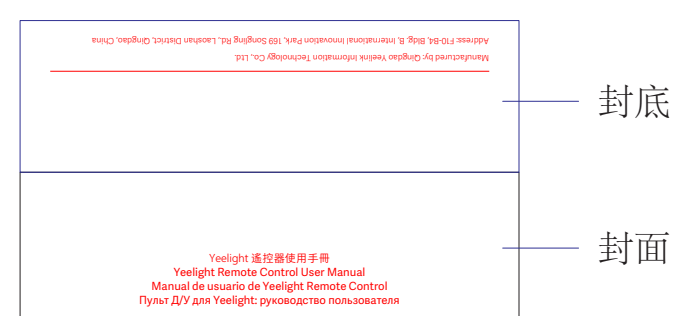 Address: F10-B4, Bldg. B, International Innovation Park, 169 Songling Rd., Laoshan District, Qingdao, China
Manufactured by: Qingdao Yeelink Information Technology Co., Ltd.
封底
封面
Yeelight 遙控器使用手冊
Yeelight Remote Control User Manual
Manual de usuario de Yeelight Remote Control
Пульт Д/У для Yeelight: руководство пользователя